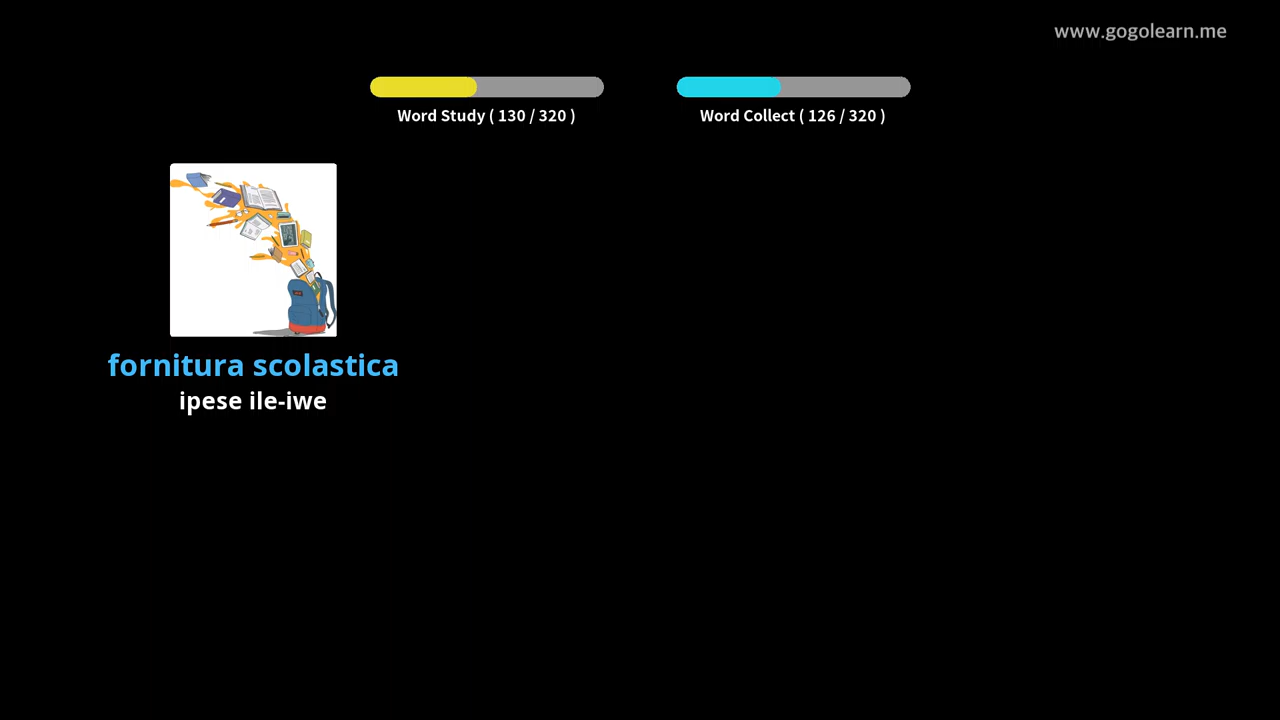 www.gogolearn.me
Word Study ( 130 / 320 )
Word Collect ( 126 / 320 )
fornitura scolastica
ipese ile-iwe